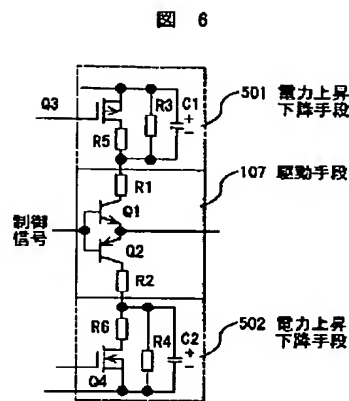 図 6
Q3
R3
C1
+
−
R5
501 電力上昇
下降手段
R1
107 駆動手段
Q1
制御
信号
Q2
R2
502 電力上昇
下降手段
R6
R4
C2
+
−
Q4